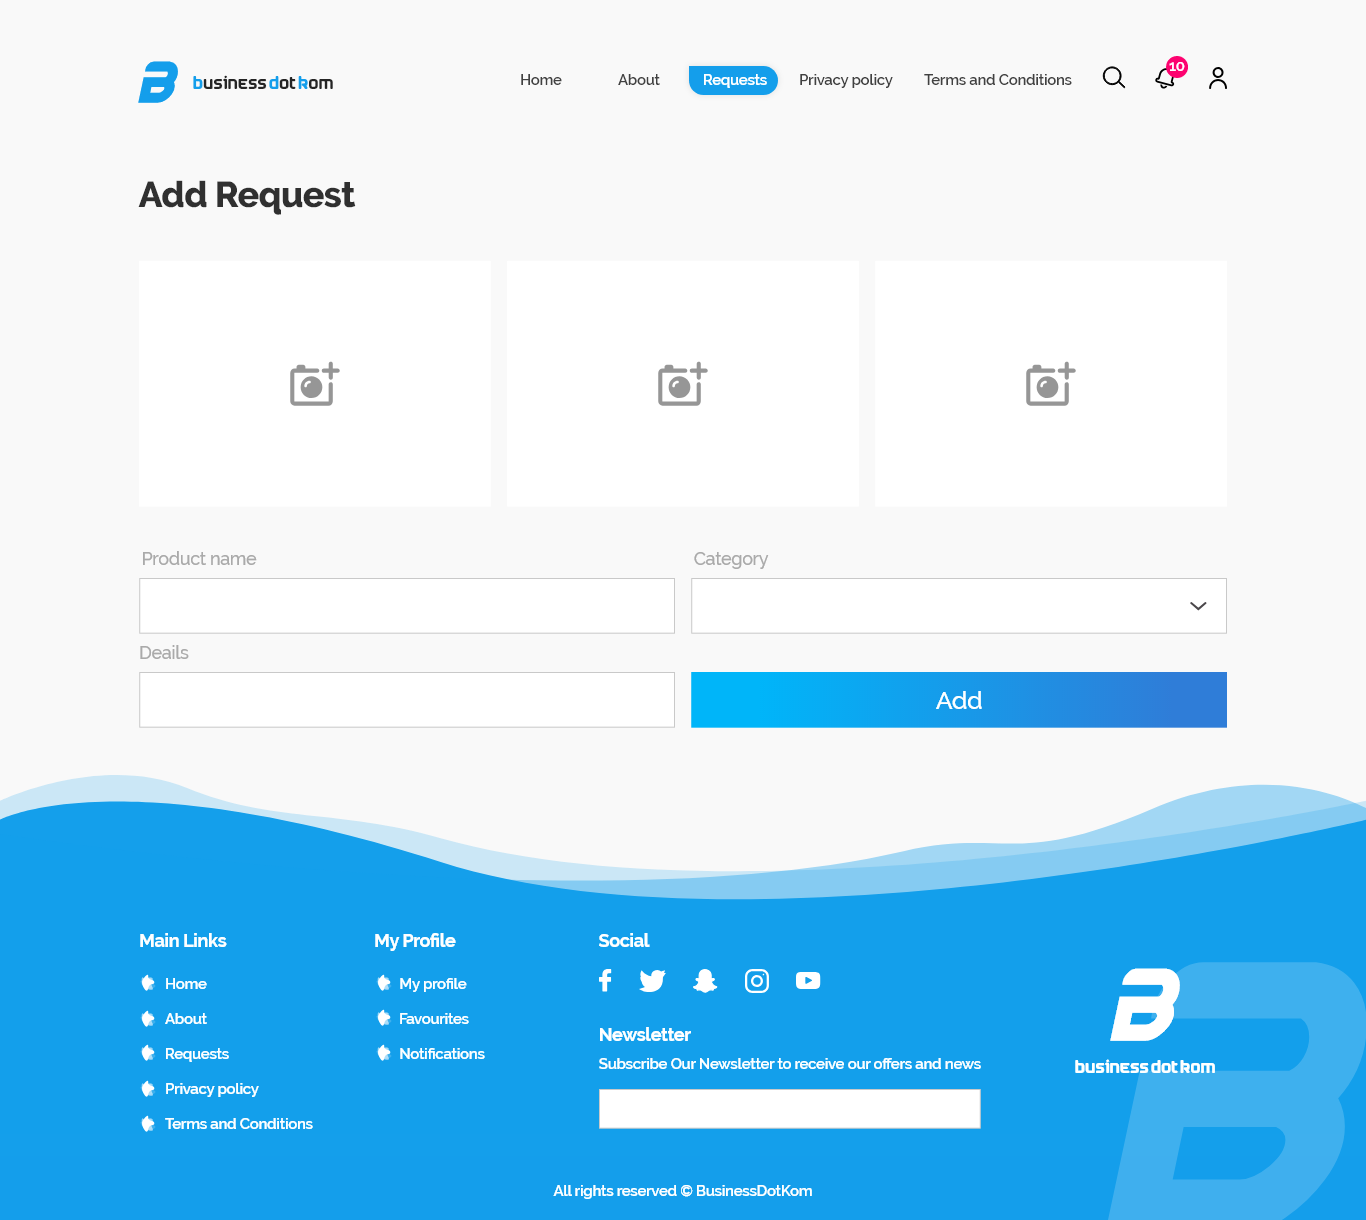 business dot kom
Home
About
Requests
Privacy policy
Terms and Conditions
10
Add Request
Product name
Category
Deails
Add
Main Links
Home
About
Requests
Privacy policy
Terms and Conditions
My Profile
My profile
Favourites
Notifications
Social
Newsletter
Subscribe Our Newsletter to receive our offers and news
business dot kom
All rights reserved © BusinessDotKom